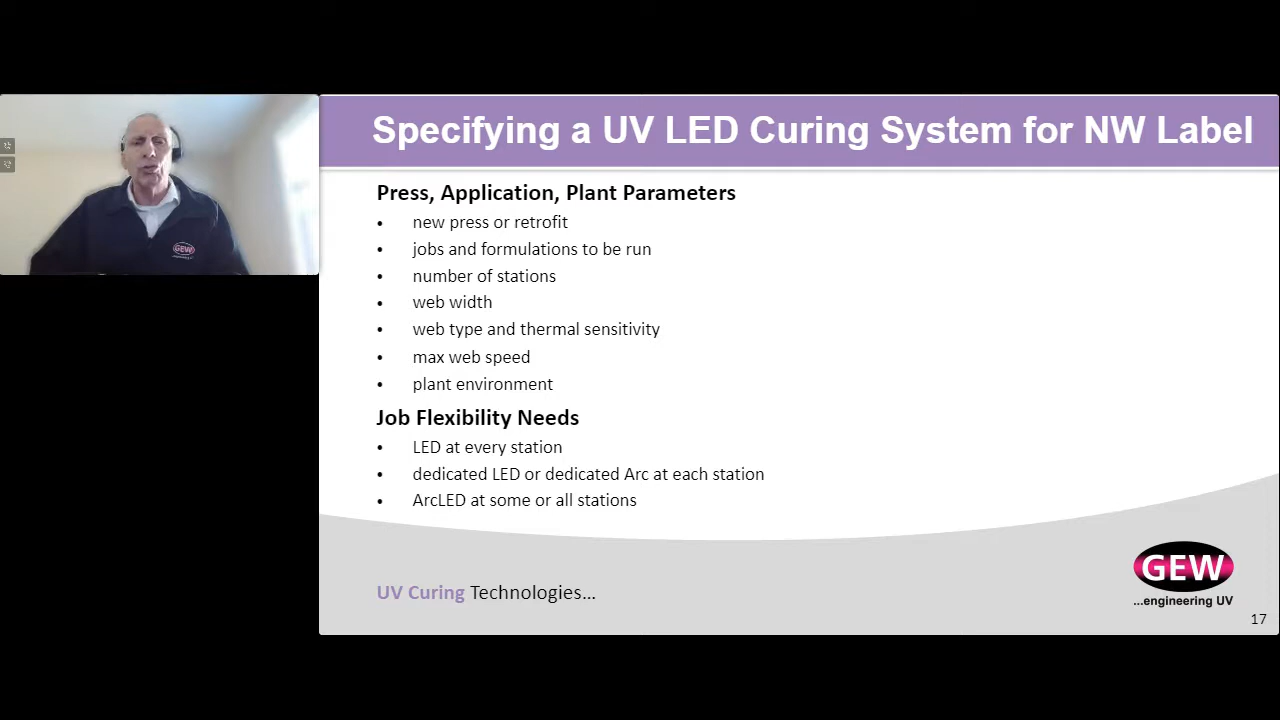 Specifying a UV LED Curing System for NW Label
Press, Application, Plant Parameters
• new press or retrofit
• jobs and formulations to be run
• number of stations
• web width
• web type and thermal sensitivity
• max web speed
• plant environment
Job Flexibility Needs
• LED at every station
• dedicated LED or dedicated Arc at each station
• ArcLED at some or all stations
UV Curing Technologies...
GEW
...engineering UV
17
GEW